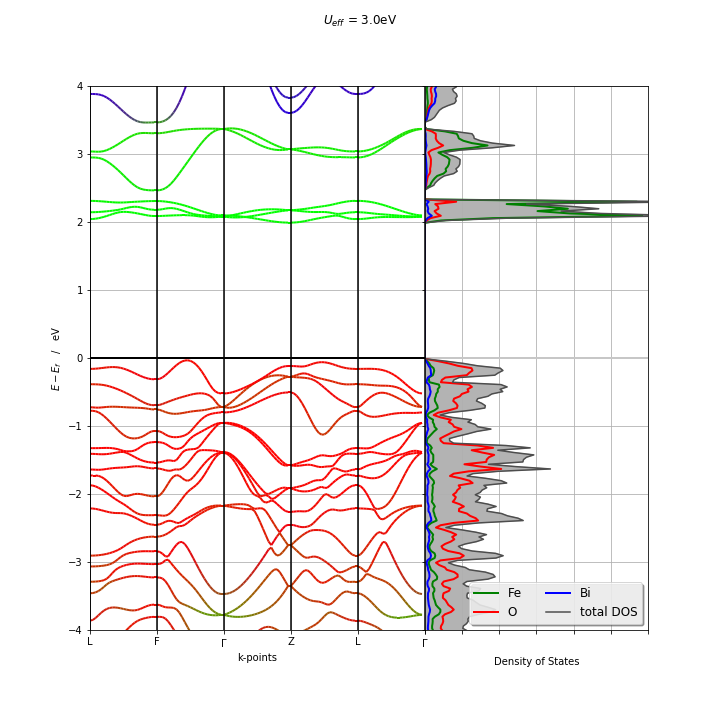 U_eff = 3.0eV
4
3
2
1
0
−1
−2
−3
−4
E − E_f / eV
L F Γ Z L Γ
k-points
Density of States
Fe
O
Bi
total DOS